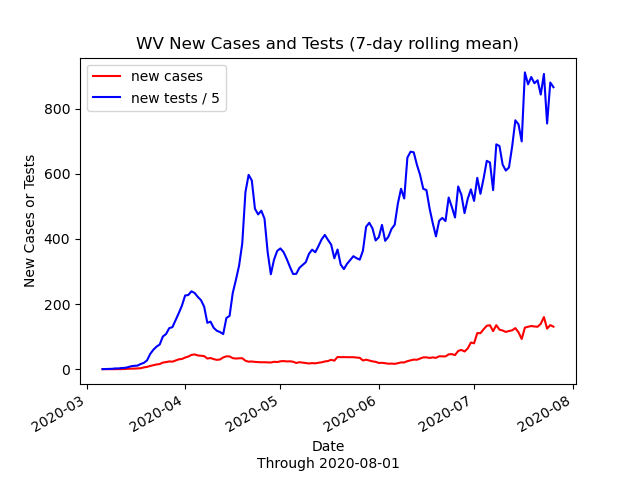 WV New Cases and Tests (7-day rolling mean)
new cases
new tests / 5
New Cases or Tests
800
600
400
200
0
2020-03
2020-04
2020-05
2020-06
2020-07
2020-08
Date
Through 2020-08-01